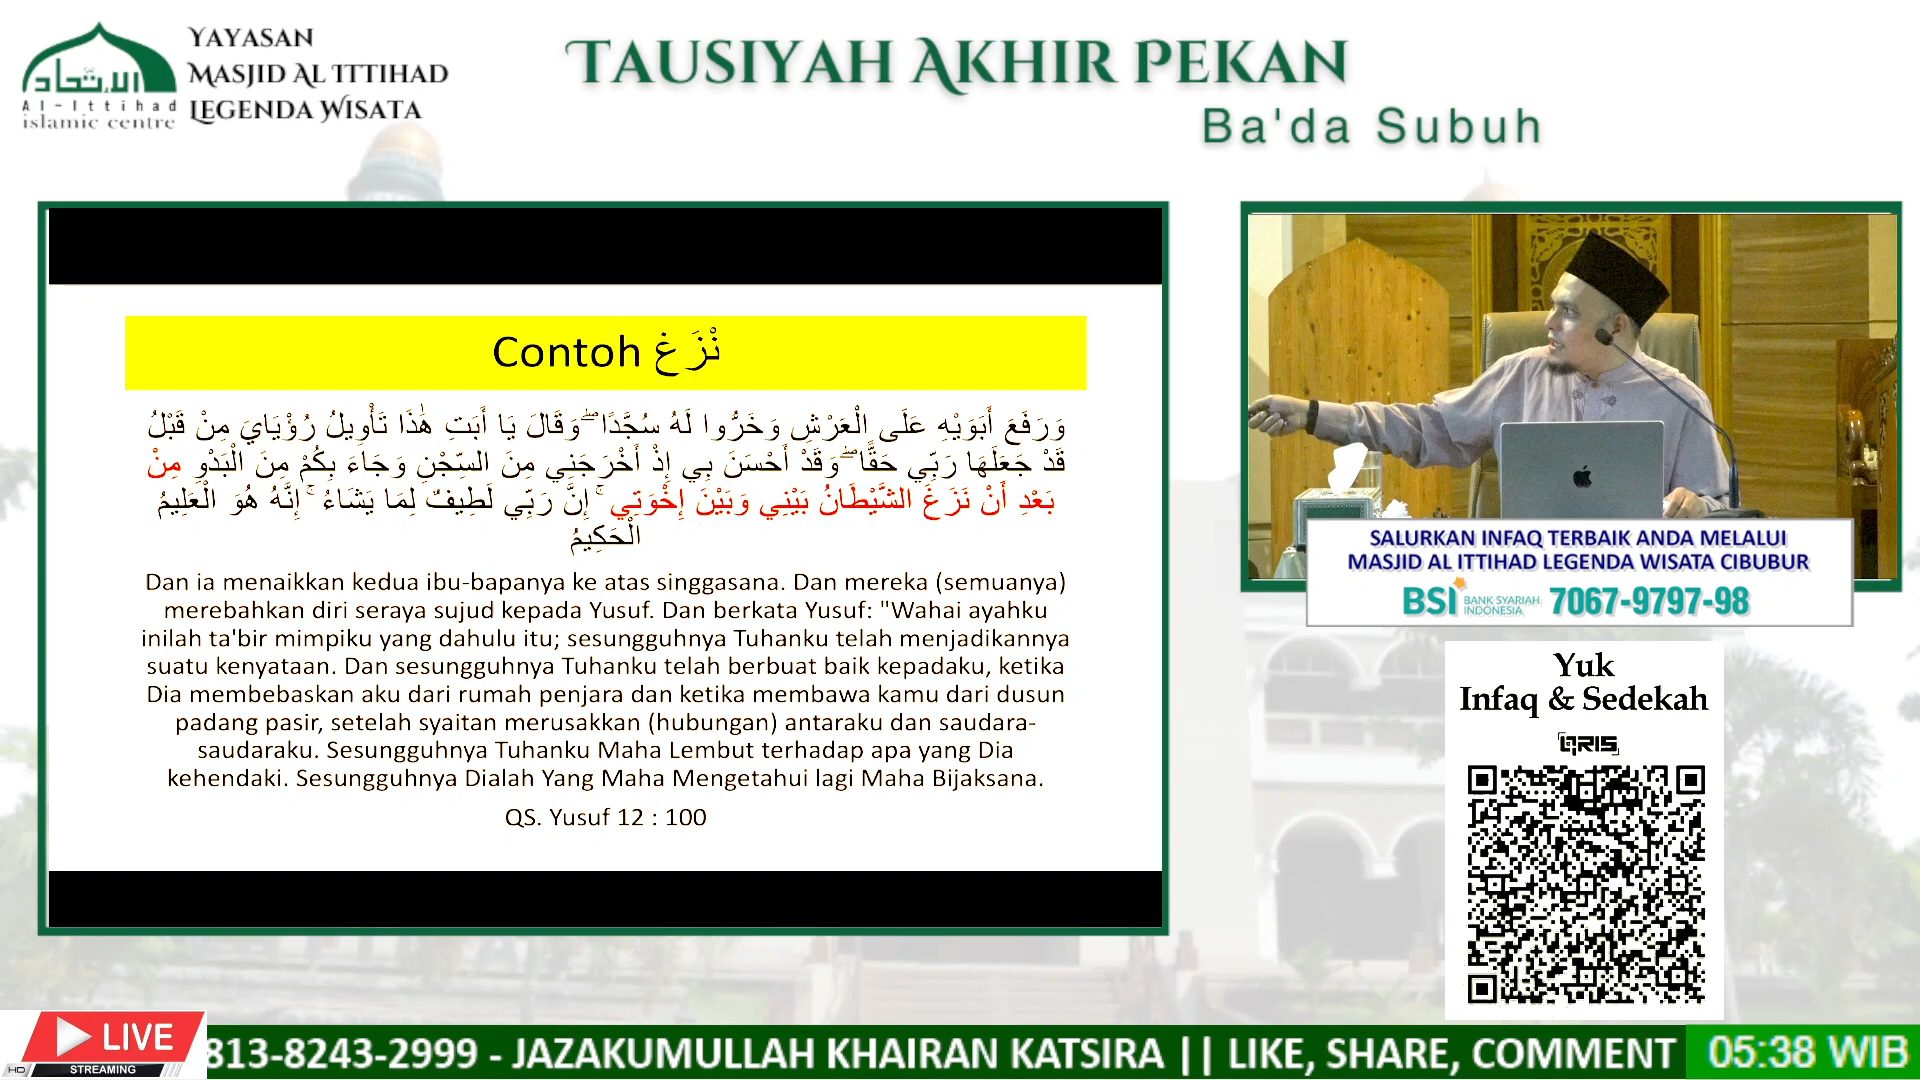 الاتحاد
Al-Ittihad
islamic centre
YAYASAN
MASJID AL ITTIHAD
LEGENDA WISATA
TAUSIYAH AKHIR PEKAN
Ba'da Subuh
Contoh نْزَغ
وَرَفَعَ أَبَوَيْهِ عَلَى الْعَرْشِ وَخَرُّوا لَهُ سُجَّدًا ۖ وَقَالَ يَا أَبَتِ هَٰذَا تَأْوِيلُ رُؤْيَايَ مِنْ قَبْلُ
قَدْ جَعَلَهَا رَبِّي حَقًّا ۖ وَقَدْ أَحْسَنَ بِي إِذْ أَخْرَجَنِي مِنَ السِّجْنِ وَجَاءَ بِكُمْ مِنَ الْبَدْوِ مِنْ
بَعْدِ أَنْ نَزَغَ الشَّيْطَانُ بَيْنِي وَبَيْنَ إِخْوَتِي ۚ إِنَّ رَبِّي لَطِيفٌ لِمَا يَشَاءُ ۚ إِنَّهُ هُوَ الْعَلِيمُ
الْحَكِيمُ
Dan ia menaikkan kedua ibu-bapanya ke atas singgasana. Dan mereka (semuanya)
merebahkan diri seraya sujud kepada Yusuf. Dan berkata Yusuf: "Wahai ayahku
inilah ta'bir mimpiku yang dahulu itu; sesungguhnya Tuhanku telah menjadikannya
suatu kenyataan. Dan sesungguhnya Tuhanku telah berbuat baik kepadaku, ketika
Dia membebaskan aku dari rumah penjara dan ketika membawa kamu dari dusun
padang pasir, setelah syaitan merusakkan (hubungan) antaraku dan saudara-
saudaraku. Sesungguhnya Tuhanku Maha Lembut terhadap apa yang Dia
kehendaki. Sesungguhnya Dialah Yang Maha Mengetahui lagi Maha Bijaksana.
QS. Yusuf 12 : 100
SALURKAN INFAQ TERBAIK ANDA MELALUI
MASJID AL ITTIHAD LEGENDA WISATA CIBUBUR
BSI BANK SYARIAH INDONESIA 7067-9797-98
Yuk
Infaq & Sedekah
QRIS
HD LIVE STREAMING
813-8243-2999 - JAZAKUMULLAH KHAIRAN KATSIRA || LIKE, SHARE, COMMENT
05:38 WIB